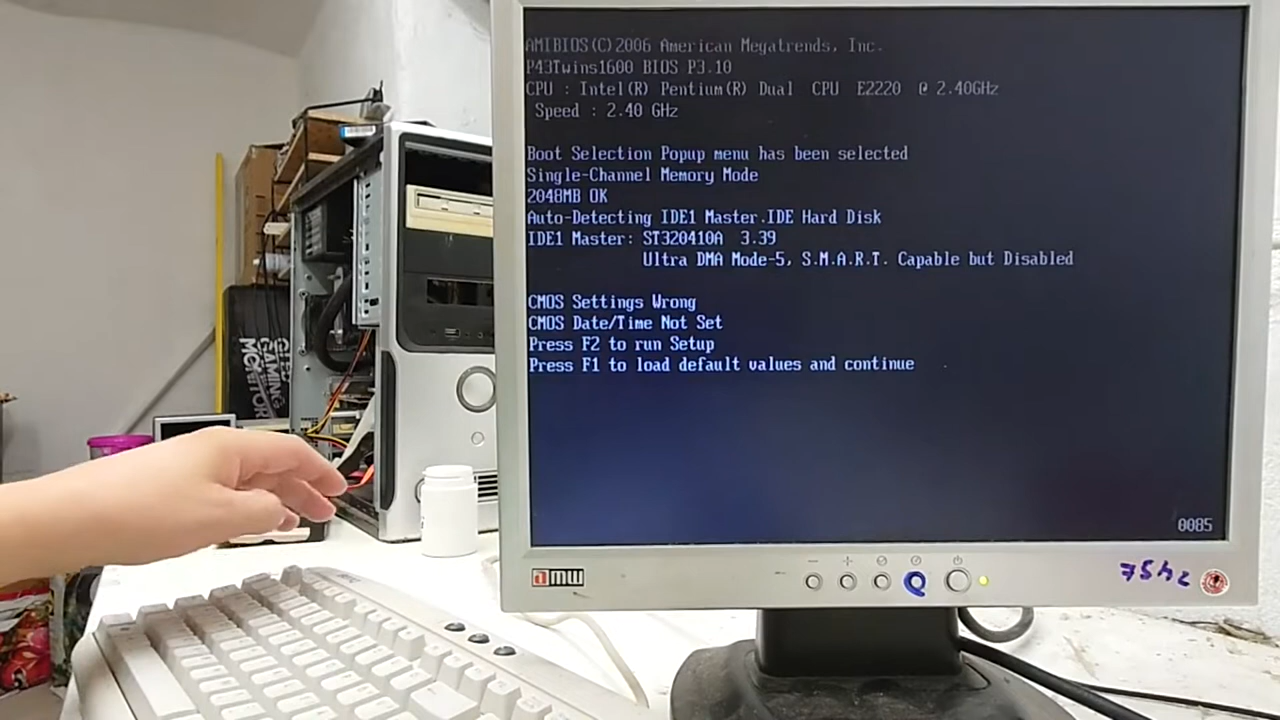 AMIBIOS(C)2006 American Megatrends, Inc.
P43Twins1600 BIOS P3.10
CPU : Intel(R) Pentium(R) Dual CPU E2220 @ 2.40GHz
Speed : 2.40 GHz
Boot Selection Popup menu has been selected
Single-Channel Memory Mode
2048MB OK
Auto-Detecting IDE1 Master.IDE Hard Disk
IDE1 Master: ST320410A 3.39
Ultra DMA Mode-5, S.M.A.R.T. Capable but Disabled
CMOS Settings Wrong
CMOS Date/Time Not Set
Press F2 to run Setup
Press F1 to load default values and continue
0085
amw
75Hz